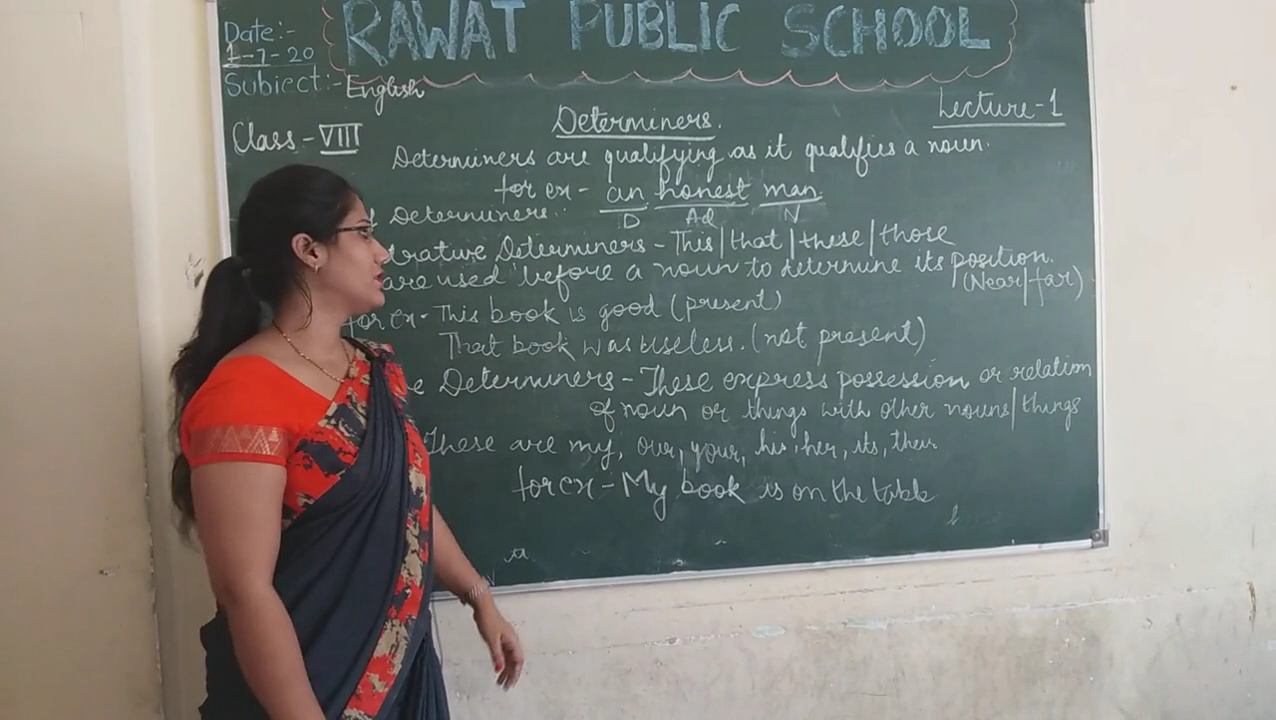 RAWAT PUBLIC SCHOOL
Date:-
1-7-20
Subject:- English
Lecture-1
Class - VIII
Determiners.
Determiners are qualifying as it qualifies a noun.
for ex - an honest man.
D Ad N
f Determiners..
trative Determiners - This|that|these|those
are used before a noun to determine its position.
(Near|far)
for ex - This book is good (present)
That book was useless. (not present)
e Determiners - These express possession or relation
of noun or things with other nouns|things
These are my, our, your, his, her, its, their
for ex - My book is on the table